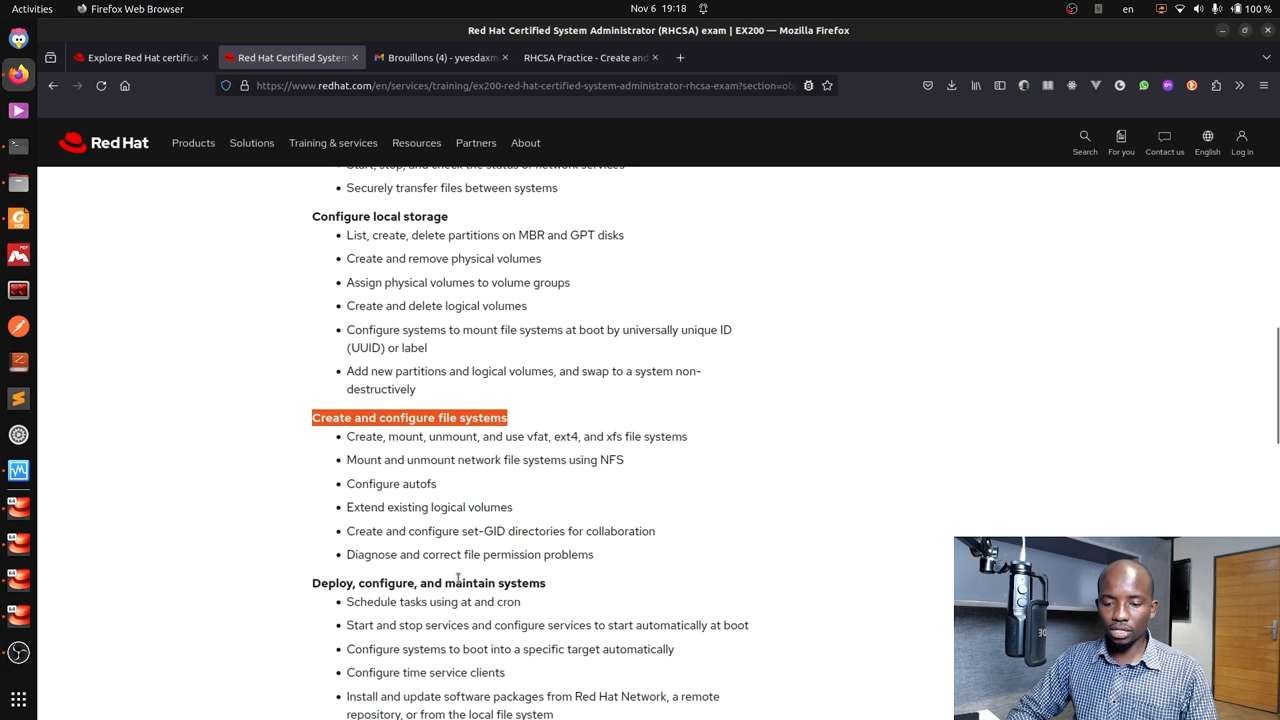 Activities
Firefox Web Browser
Nov 6 19:18
en
100 %
Red Hat Certified System Administrator (RHCSA) exam | EX200 — Mozilla Firefox
Explore Red Hat certifica
Red Hat Certified System
Brouillons (4) - yvesdaxm
RHCSA Practice - Create and
https://www.redhat.com/en/services/training/ex200-red-hat-certified-system-administrator-rhcsa-exam?section=ob
Red Hat
Products
Solutions
Training & services
Resources
Partners
About
Search
For you
Contact us
English
Log in
Start, stop, and check the status of network services
Securely transfer files between systems
Configure local storage
List, create, delete partitions on MBR and GPT disks
Create and remove physical volumes
Assign physical volumes to volume groups
Create and delete logical volumes
Configure systems to mount file systems at boot by universally unique ID
(UUID) or label
Add new partitions and logical volumes, and swap to a system non-
destructively
Create and configure file systems
Create, mount, unmount, and use vfat, ext4, and xfs file systems
Mount and unmount network file systems using NFS
Configure autofs
Extend existing logical volumes
Create and configure set-GID directories for collaboration
Diagnose and correct file permission problems
Deploy, configure, and maintain systems
Schedule tasks using at and cron
Start and stop services and configure services to start automatically at boot
Configure systems to boot into a specific target automatically
Configure time service clients
Install and update software packages from Red Hat Network, a remote
repository, or from the local file system